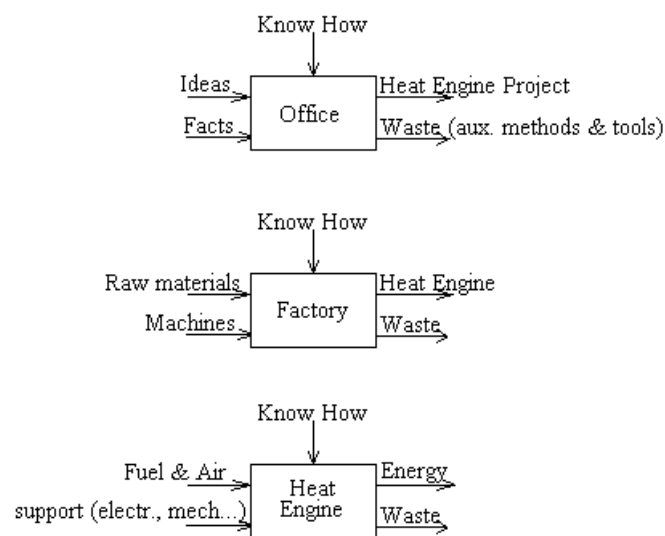 Know How
Ideas
Heat Engine Project
Office
Facts
Waste (aux. methods & tools)
Know How
Raw materials
Heat Engine
Factory
Machines
Waste
Know How
Fuel & Air
Energy
Heat
Engine
support (electr., mech...)
Waste